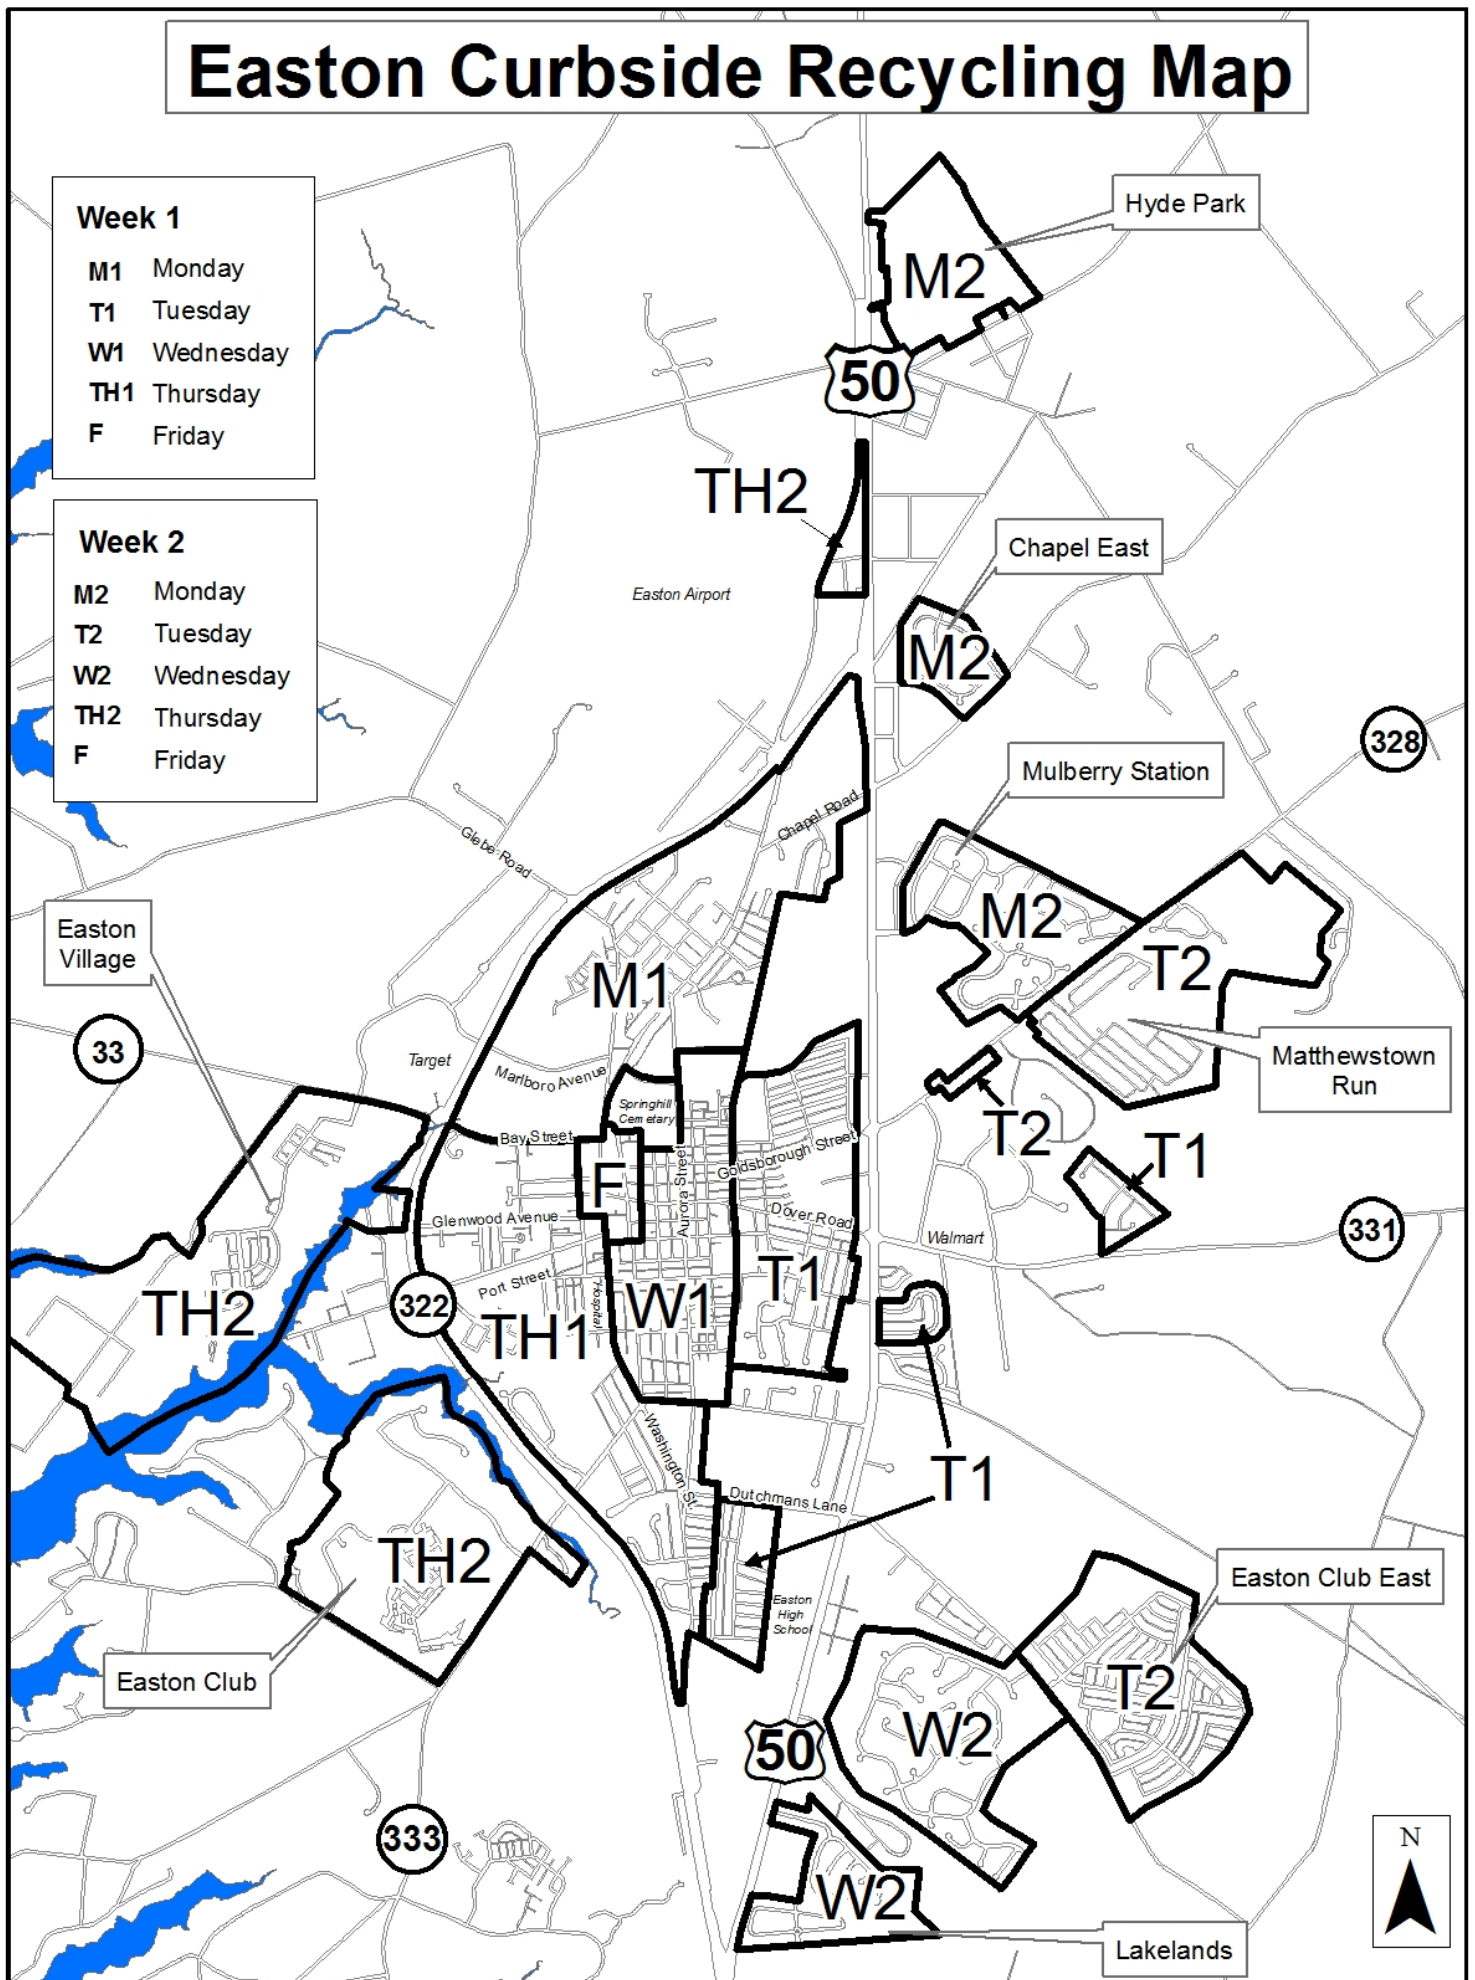 Easton Curbside Recycling Map
Week 1
M1 Monday
T1 Tuesday
W1 Wednesday
TH1 Thursday
F Friday
Week 2
M2 Monday
T2 Tuesday
W2 Wednesday
TH2 Thursday
F Friday
Hyde Park
M2
50
TH2
Chapel East
Easton Airport
M2
328
Mulberry Station
Chapel Road
Glebe Road
Easton
Village
M2
T2
M1
33
Target
Marlboro Avenue
Matthewstown
Run
Springhill
Cemetary
T2
Bay Street
Goldsborough Street
T1
F
Aurora Street
Glenwood Avenue
Dover Road
Walmart
331
Port Street
Hospital
TH2
322
TH1
W1
T1
Washington St.
T1
Dutchmans Lane
TH2
Easton Club East
Easton
High
School
Easton Club
T2
W2
50
333
N
W2
Lakelands